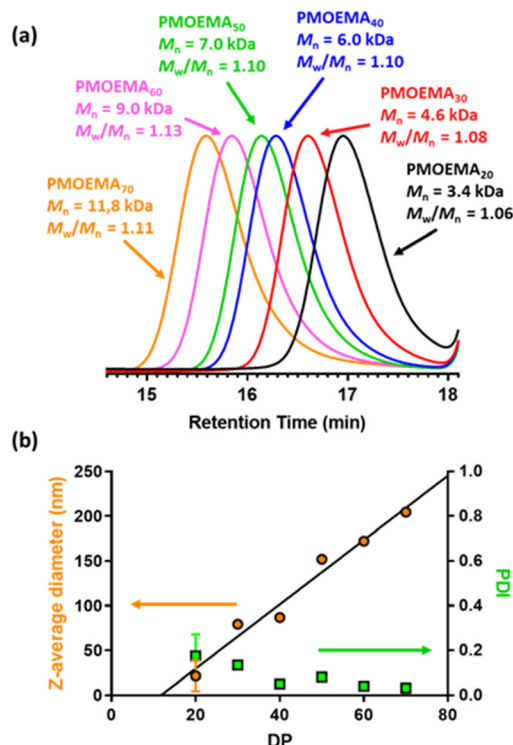 (a)
PMOEMA50
Mn = 7.0 kDa
Mw/Mn = 1.10
PMOEMA40
Mn = 6.0 kDa
Mw/Mn = 1.10
PMOEMA60
Mn = 9.0 kDa
Mw/Mn = 1.13
PMOEMA30
Mn = 4.6 kDa
Mw/Mn = 1.08
PMOEMA70
Mn = 11,8 kDa
Mw/Mn = 1.11
PMOEMA20
Mn = 3.4 kDa
Mw/Mn = 1.06
15 16 17 18
Retention Time (min)
(b)
Z-average diameter (nm)
250
200
150
100
50
0
1.0
0.8
0.6
0.4
0.2
0.0
PDI
0 20 40 60 80
DP